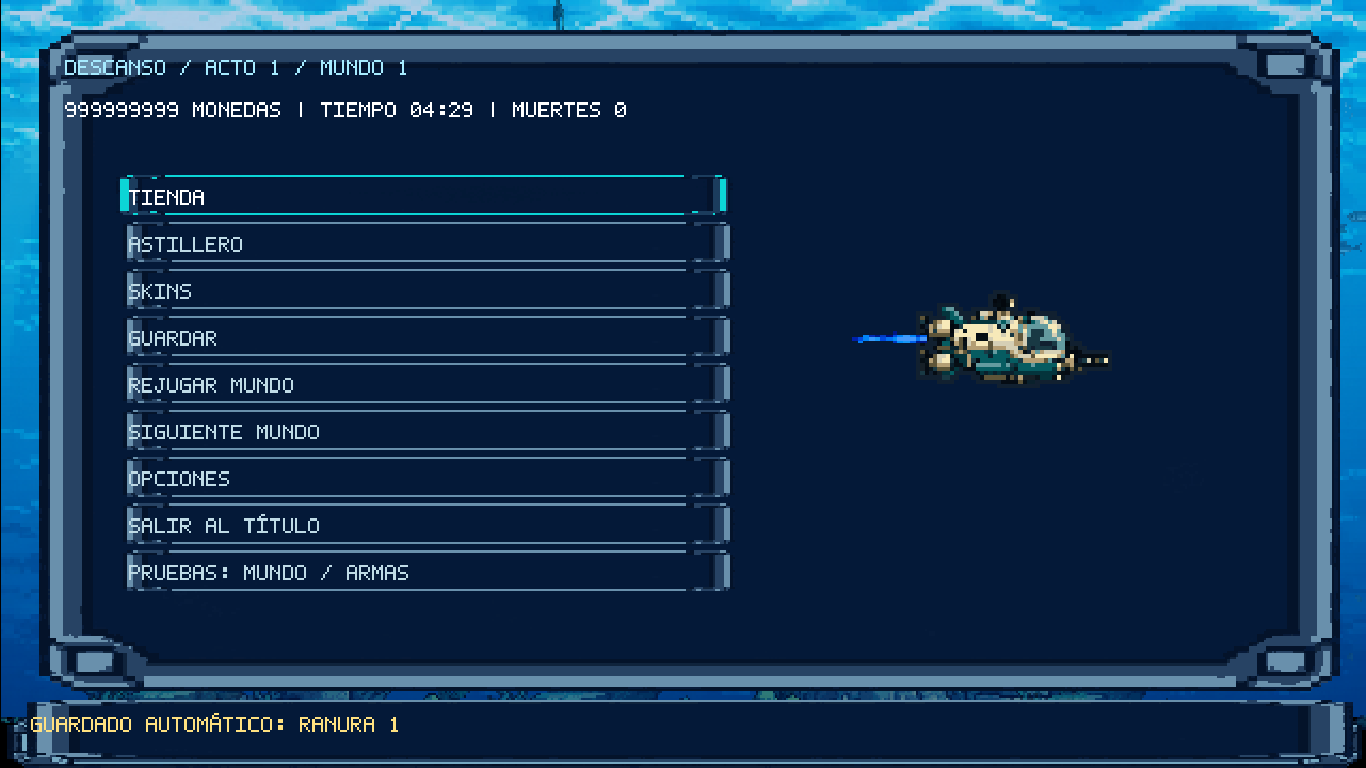 DESCANSO / ACTO 1 / MUNDO 1
999999999 MONEDAS | TIEMPO 04:29 | MUERTES 0
TIENDA
ASTILLERO
SKINS
GUARDAR
REJUGAR MUNDO
SIGUIENTE MUNDO
OPCIONES
SALIR AL TÍTULO
PRUEBAS: MUNDO / ARMAS
GUARDADO AUTOMÁTICO: RANURA 1